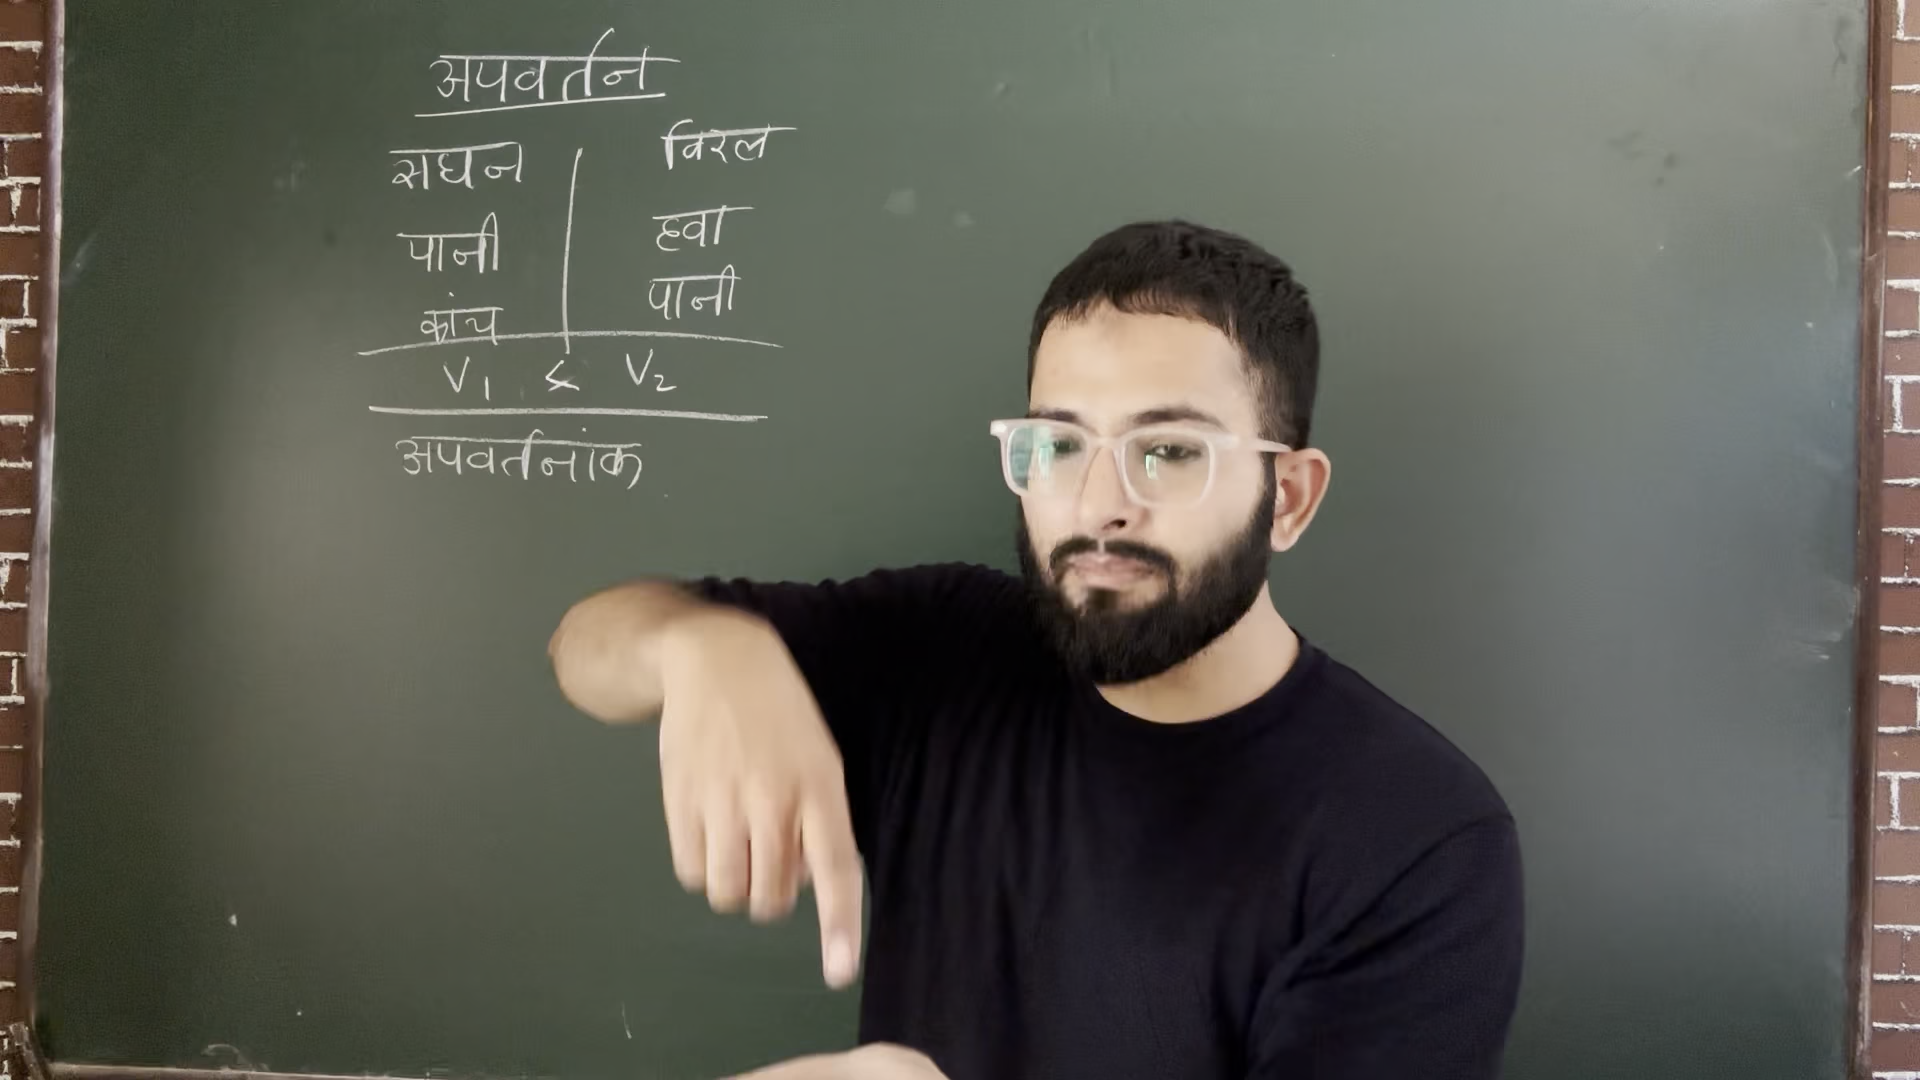 अपवर्तन
सघन विरल
पानी हवा
कांच पानी
V₁ < V₂
अपवर्तनांक